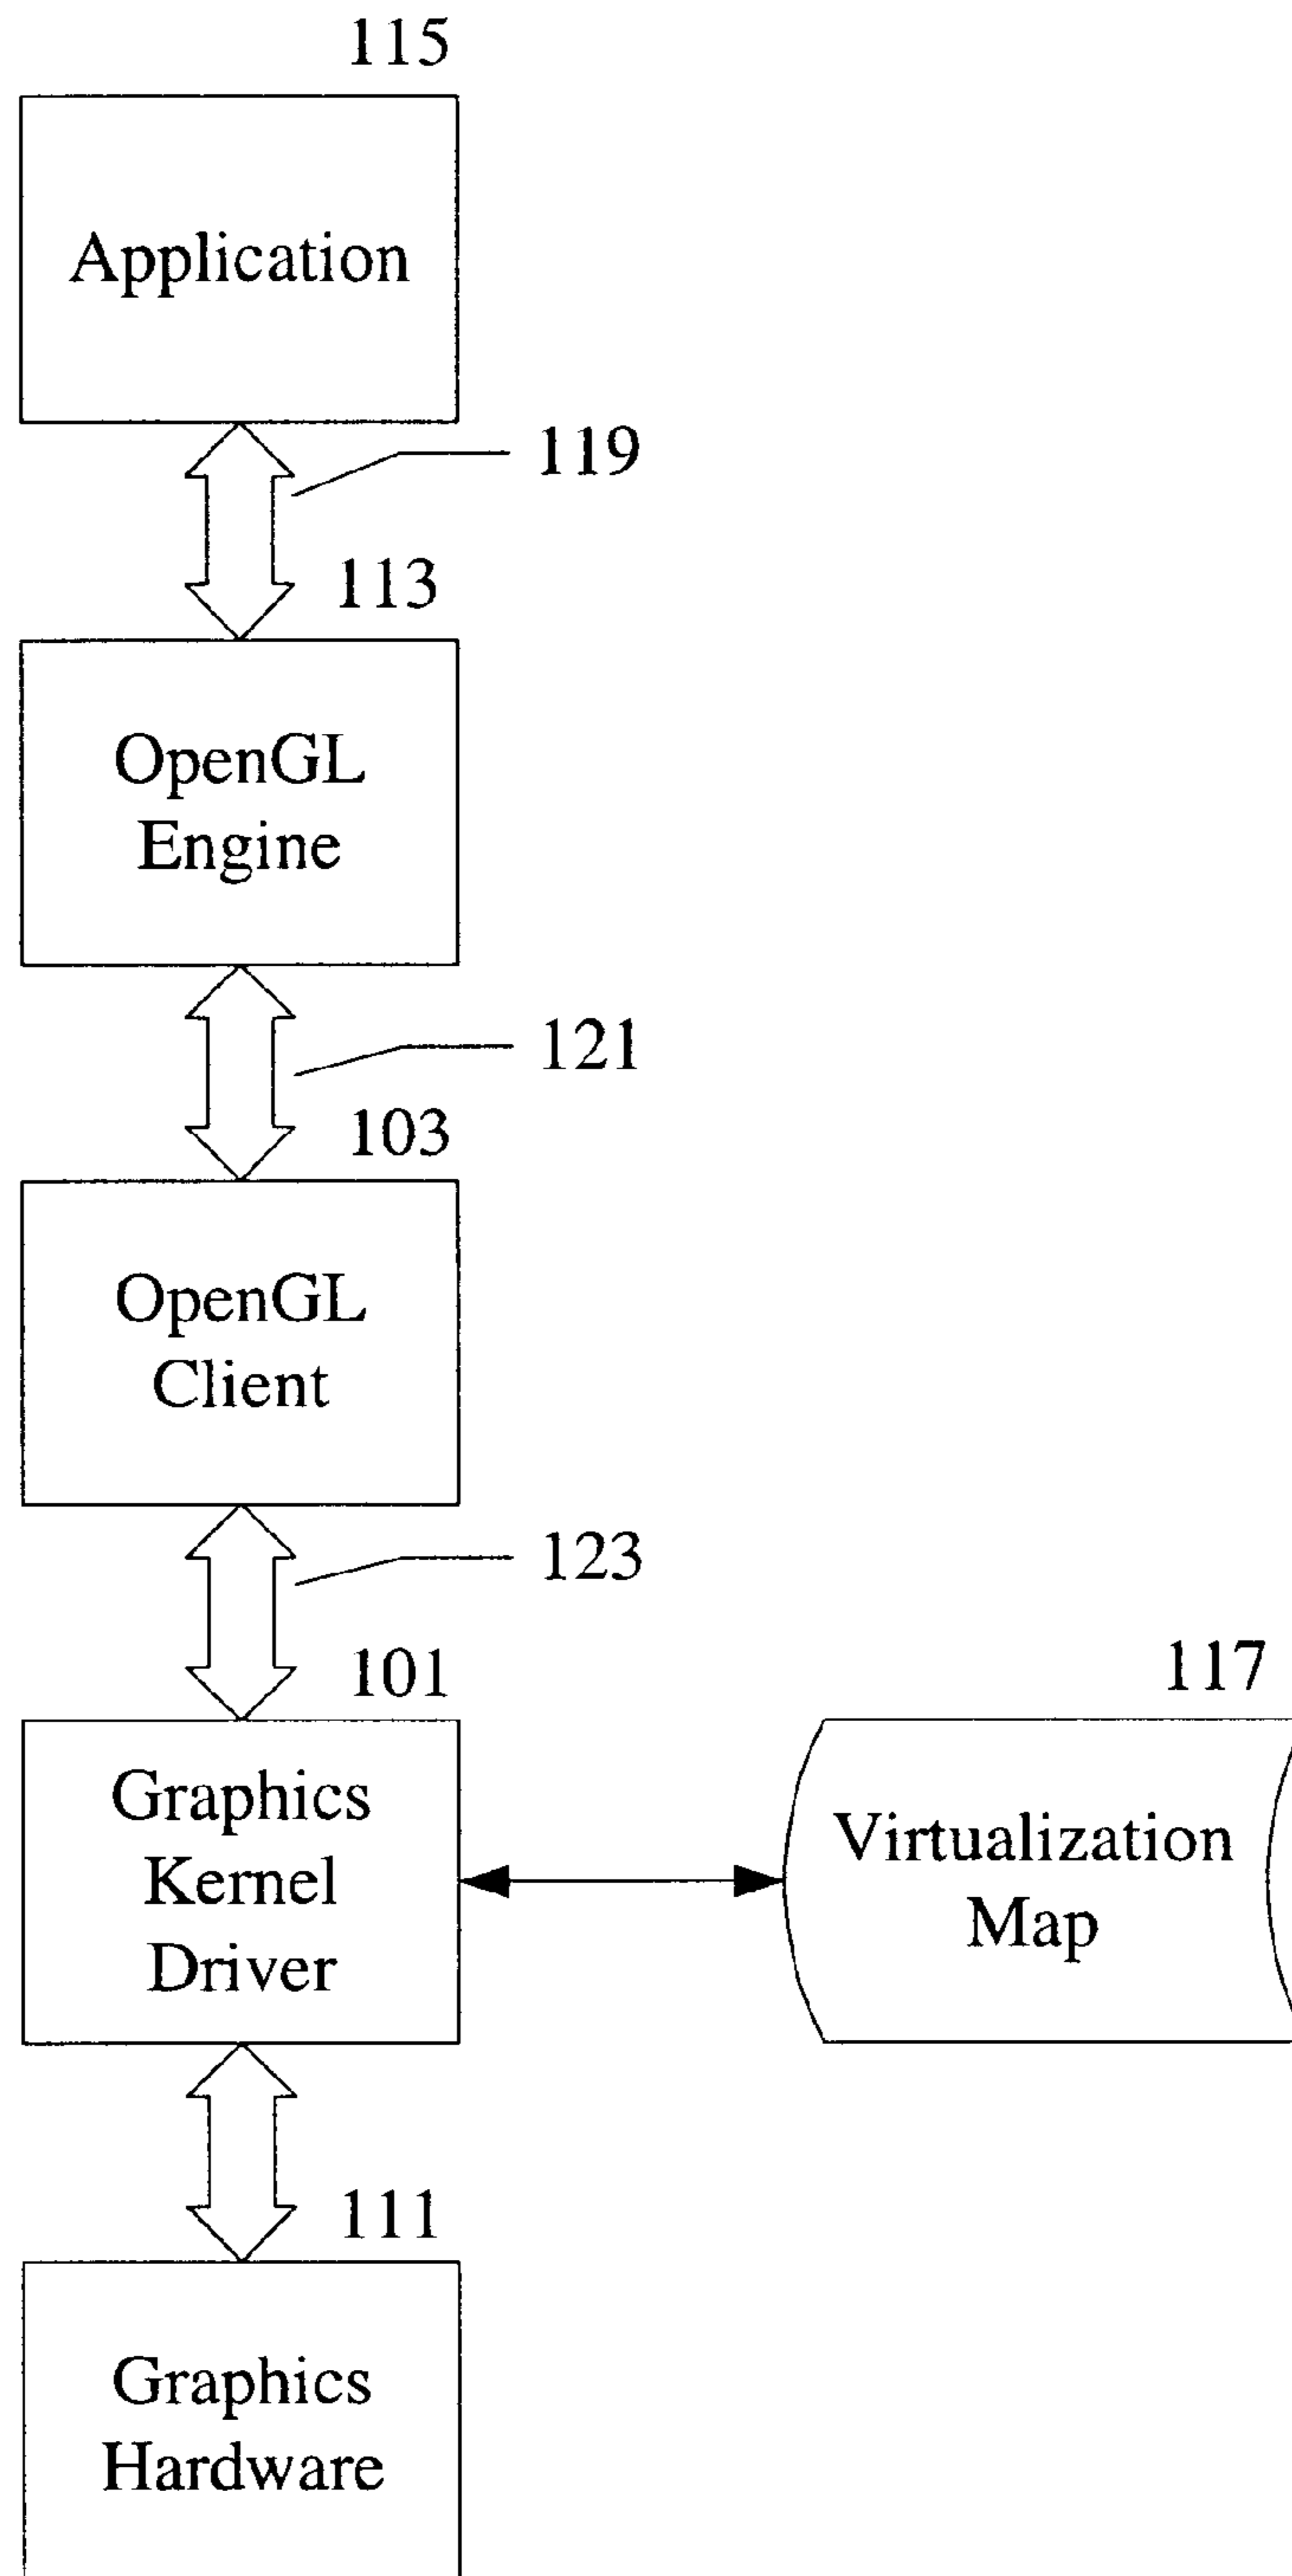 115
Application
119
113
OpenGL
Engine
121
103
OpenGL
Client
123
101
117
Graphics
Kernel
Driver
Virtualization
Map
111
Graphics
Hardware